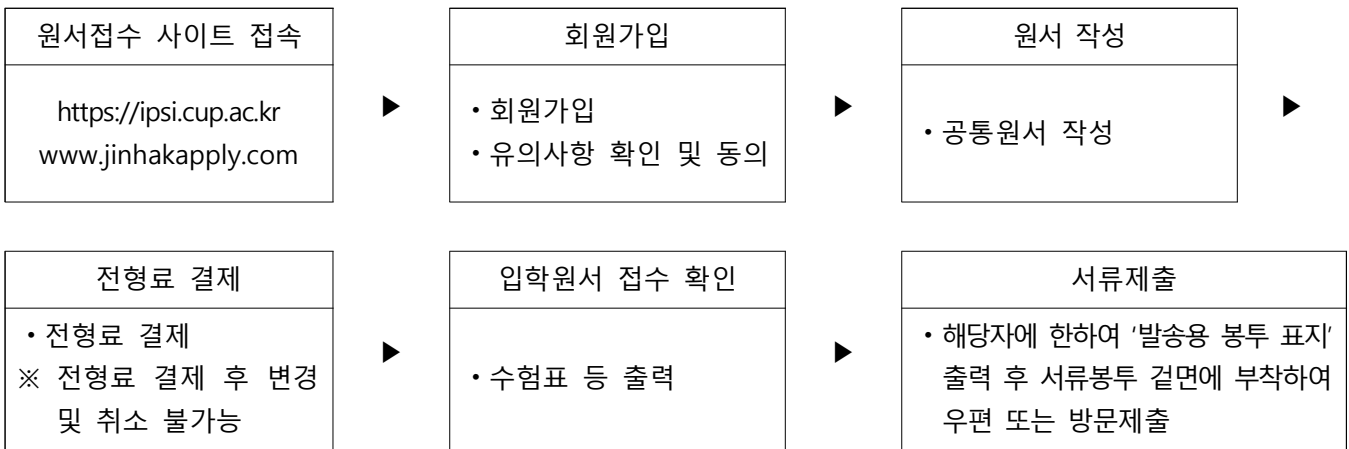 원서접수 사이트 접속
https://ipsi.cup.ac.kr
www.jinhakapply.com
▶
회원가입
・회원가입
・유의사항 확인 및 동의
▶
원서 작성
・공통원서 작성
▶
전형료 결제
・전형료 결제
※ 전형료 결제 후 변경
및 취소 불가능
▶
입학원서 접수 확인
・수험표 등 출력
▶
서류제출
・해당자에 한하여 '발송용 봉투 표지'
출력 후 서류봉투 겉면에 부착하여
우편 또는 방문제출